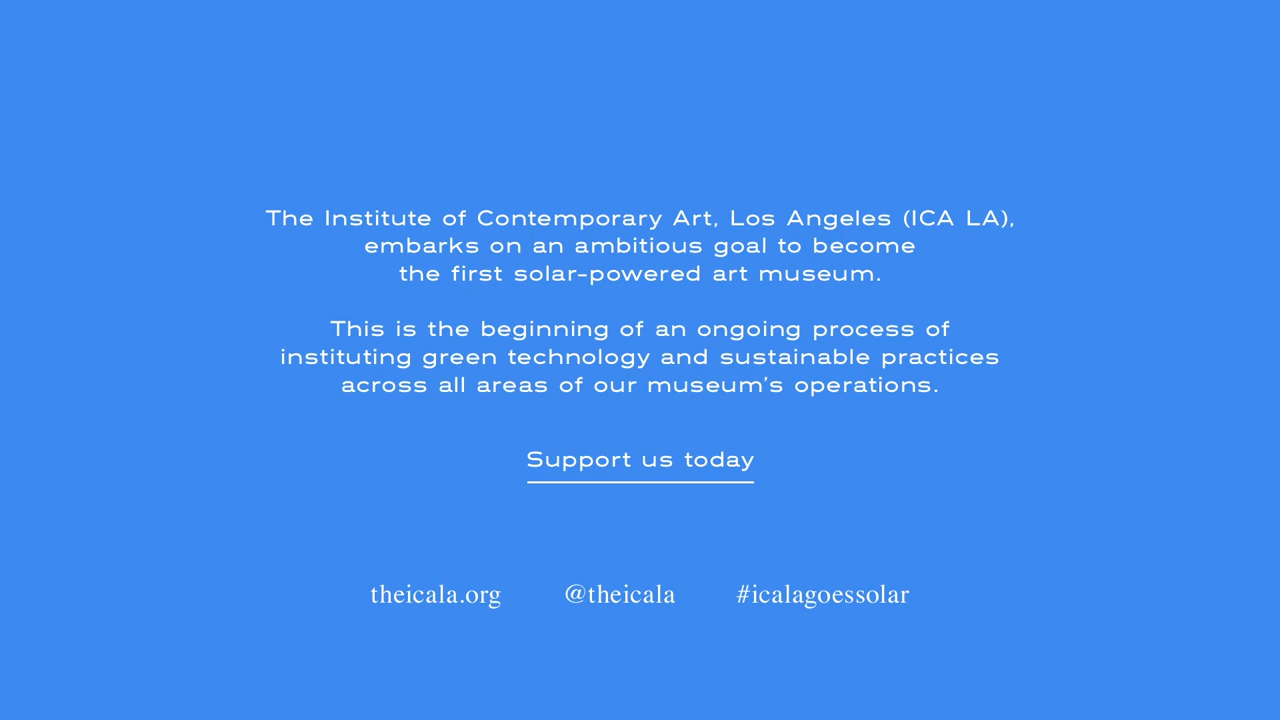 The Institute of Contemporary Art, Los Angeles (ICA LA),
embarks on an ambitious goal to become
the first solar-powered art museum.
This is the beginning of an ongoing process of
instituting green technology and sustainable practices
across all areas of our museum’s operations.
Support us today
theicala.org @theicala #icalagoessolar